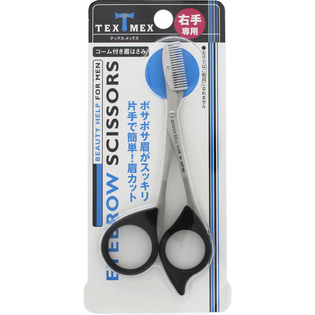 TEXTMEX
テックス・メックス
右手
専用
コーム付き眉はさみ
BEAUTY HELP FOR MEN
EYEBROW SCISSORS
ボサボサ眉がスッキリ
片手で簡単!眉カット